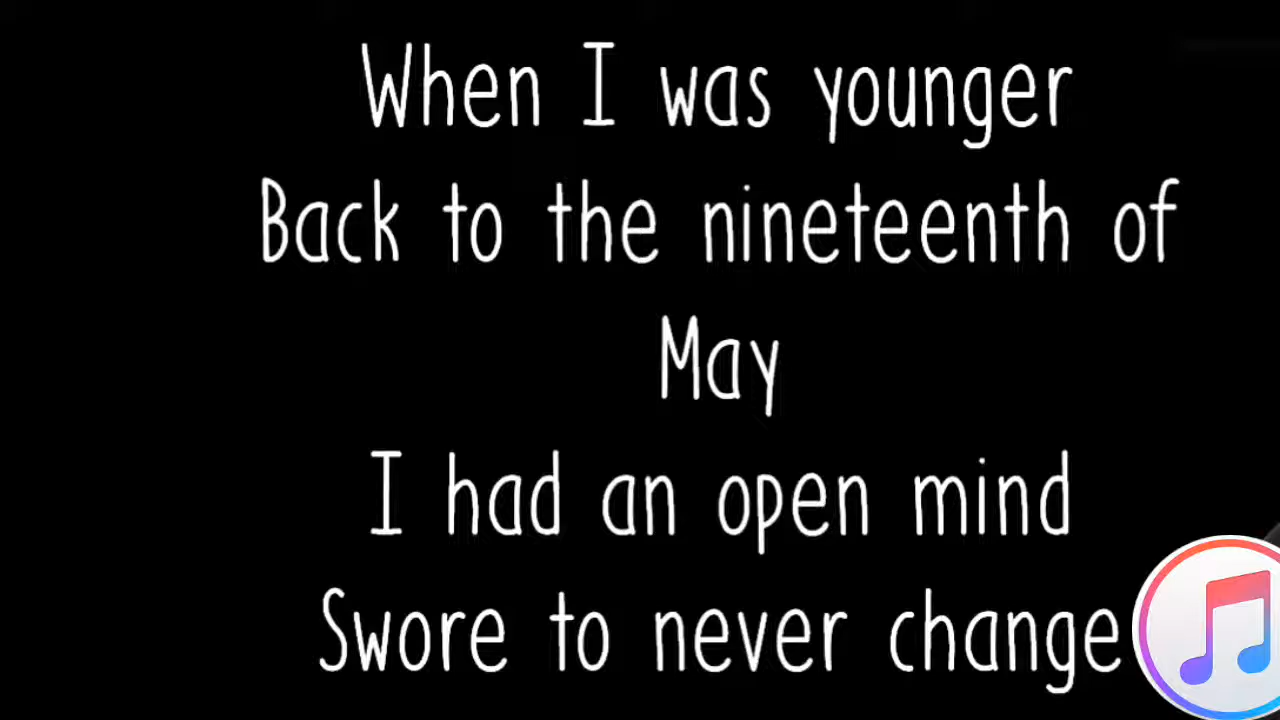 When I was younger
Back to the nineteenth of
May
I had an open mind
Swore to never change